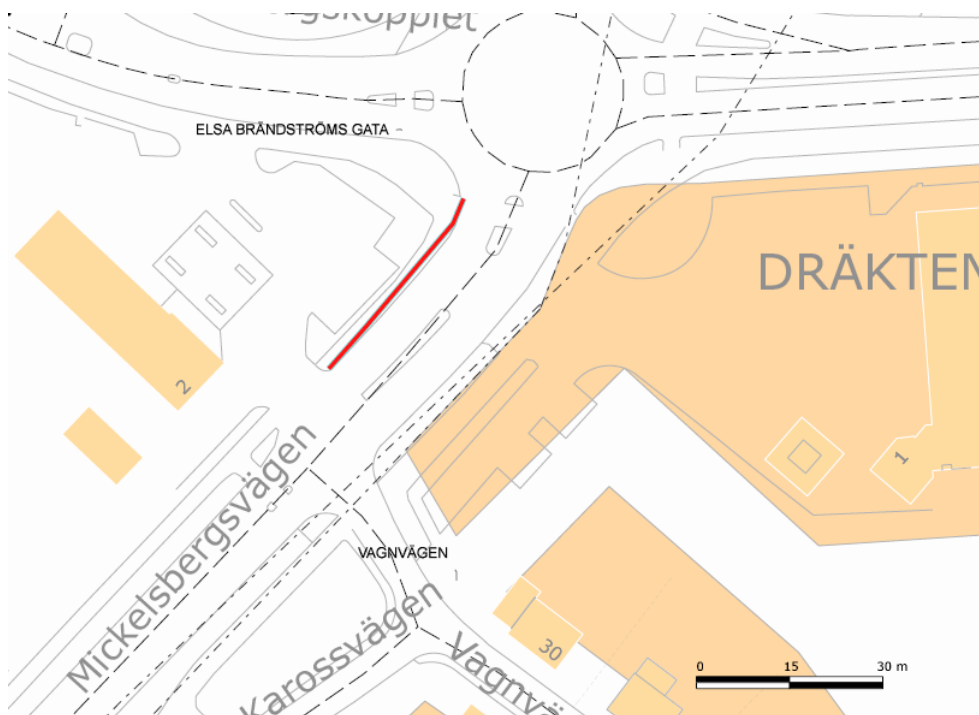 ELSA BRÄNDSTRÖMS GATA
DRÄKTEN
2
1
Mickelsbergsvägen
VAGNVÄGEN
Karossvägen
30
0 15 30 m